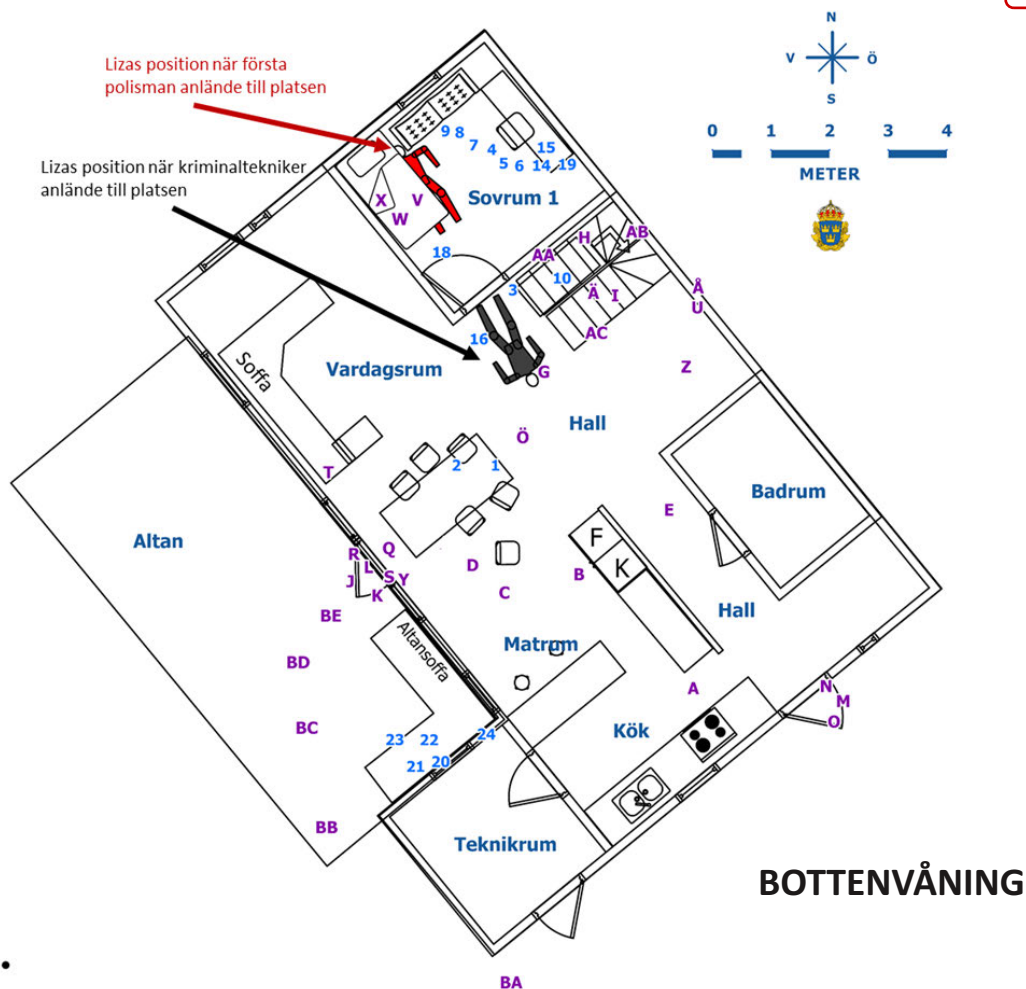 N
V
Ö
S
Lizas position när första
polisman anlände till platsen
0 1 2 3 4
METER
Lizas position när kriminaltekniker
anlände till platsen
9 8 7 4 15
5 6 14 19
X V
W
Sovrum 1
18
H AB
AA
10
3
Ä I
Å
U
16
AC
G
Z
Vardagsrum
Soffa
Hall
Ö
T
2 1
Badrum
E
Altan
F
K
R Q
L
J S Y
K
D
B
C
BE
Hall
Altansoffa
Matrum
BD
A
N
M
O
BC
Kök
23 22 24
21 20
BB
Teknikrum
BOTTENVÅNING
BA